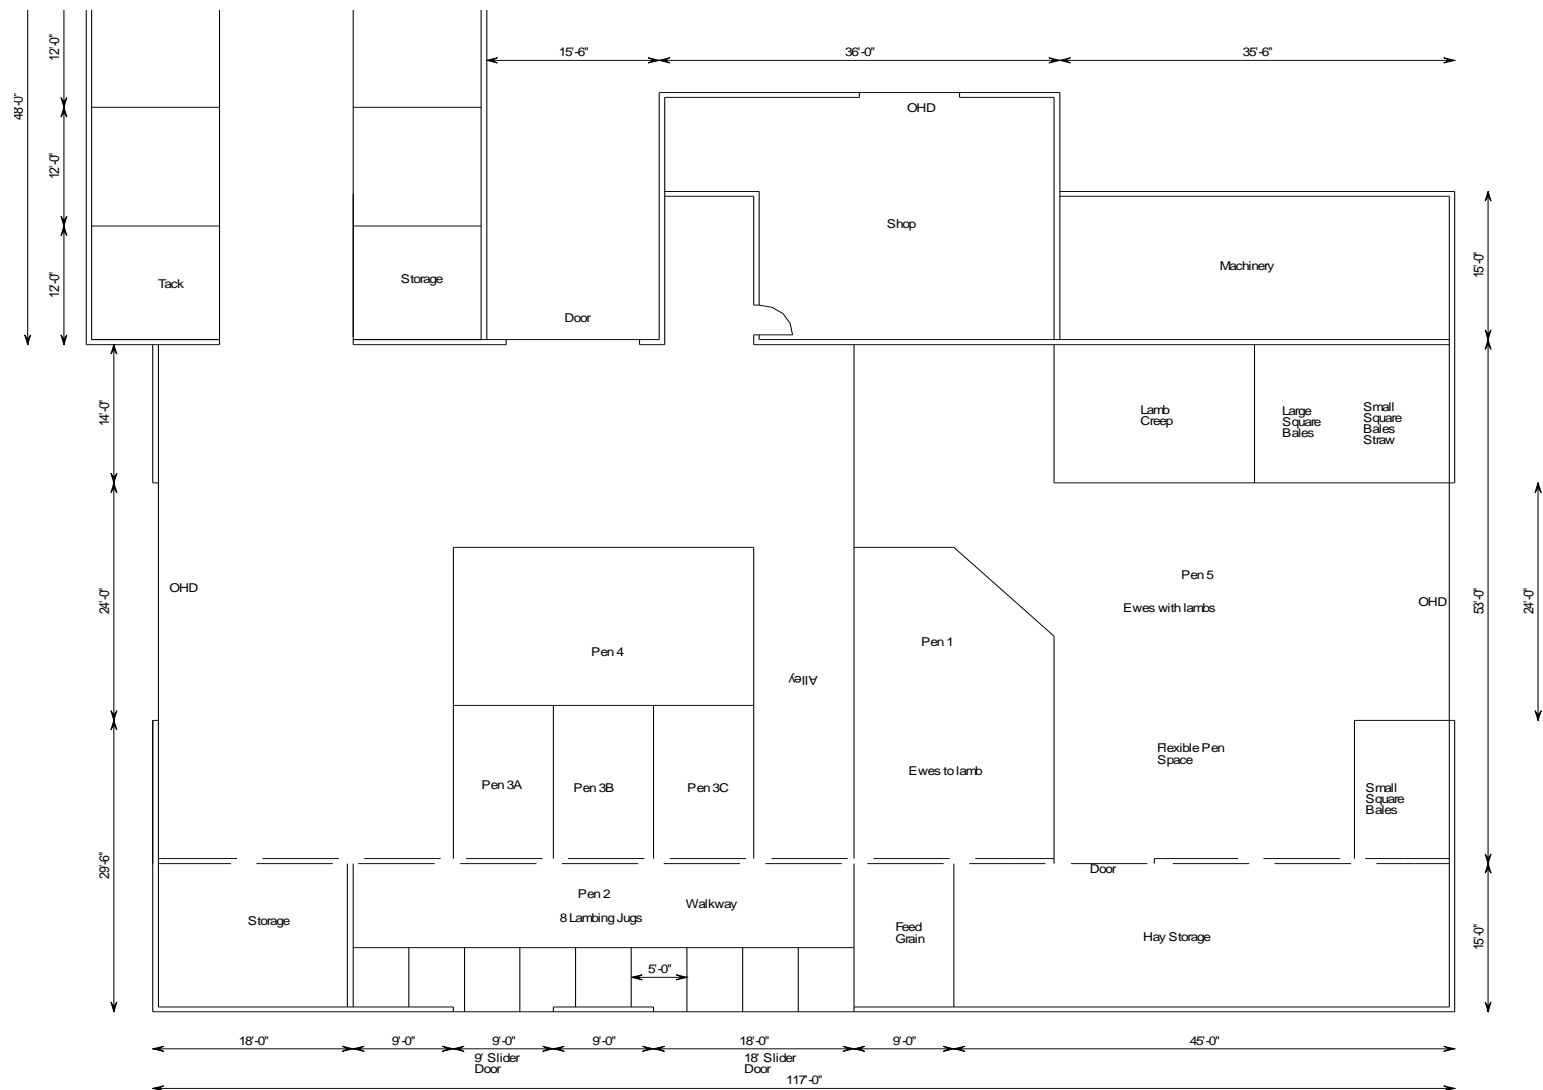 12'-0"
48'-0"
15'-6"
36'-0"
35'-6"
OHD
12'-0"
Shop
Machinery
15'-0"
12'-0"
Tack
Storage
Door
14'-0"
Lamb
Creep
Large
Square
Bales
Small
Square
Bales
Straw
24'-0"
OHD
Pen 5
Ewes with lambs
OHD
53'-0"
24'-0"
Pen 1
Pen 4
Alley
Flexible Pen
Space
Ewes to lamb
Pen 3A
Pen 3B
Pen 3C
Small
Square
Bales
29'-6"
Door
Pen 2
8 Lambing Jugs
Walkway
Storage
Feed
Grain
Hay Storage
15'-0"
5'-0"
18'-0"
9'-0"
9'-0"
9'-0"
18'-0"
9'-0"
45'-0"
9' Slider
Door
18' Slider
Door
117'-0"